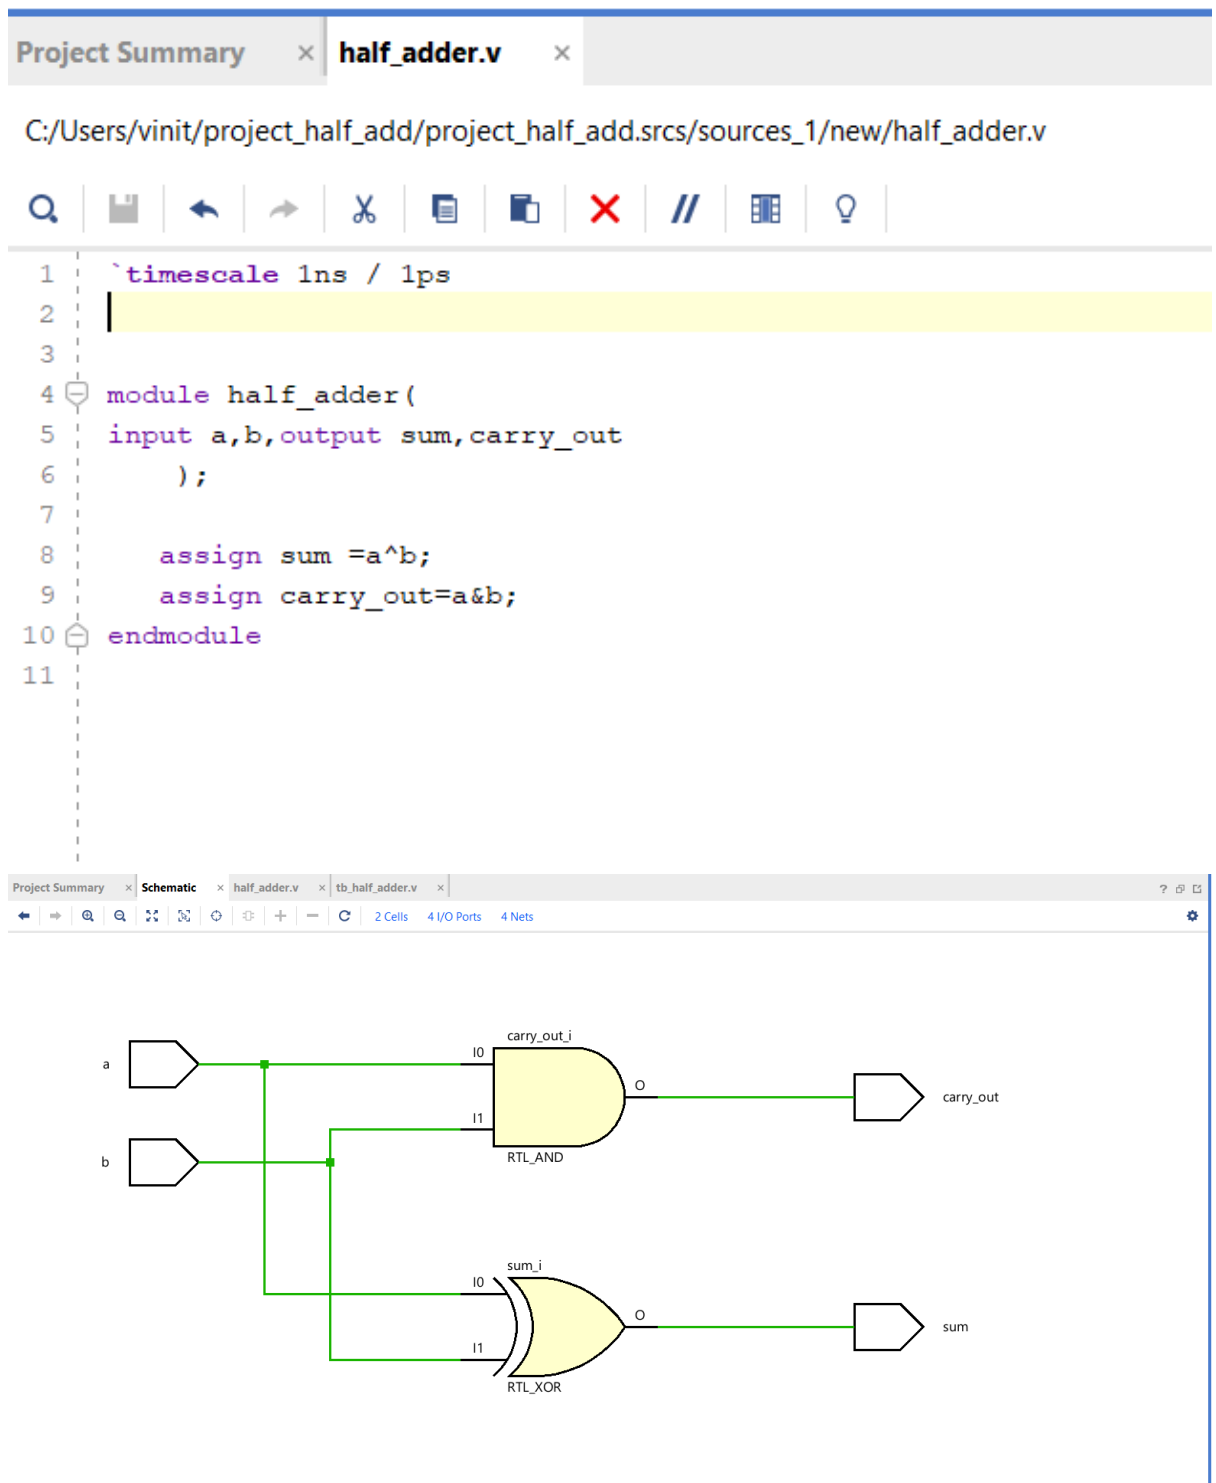 Project Summary × half_adder.v ×
C:/Users/vinit/project_half_add/project_half_add.srcs/sources_1/new/half_adder.v
1 `timescale 1ns / 1ps
2
3
4 module half_adder(
5 input a,b,output sum,carry_out
6 );
7
8 assign sum =a^b;
9 assign carry_out=a&b;
10 endmodule
11
Project Summary × Schematic × half_adder.v × tb_half_adder.v ×
2 Cells 4 I/O Ports 4 Nets
carry_out_i
a
I0
O
carry_out
I1
b
RTL_AND
sum_i
I0
O
sum
I1
RTL_XOR